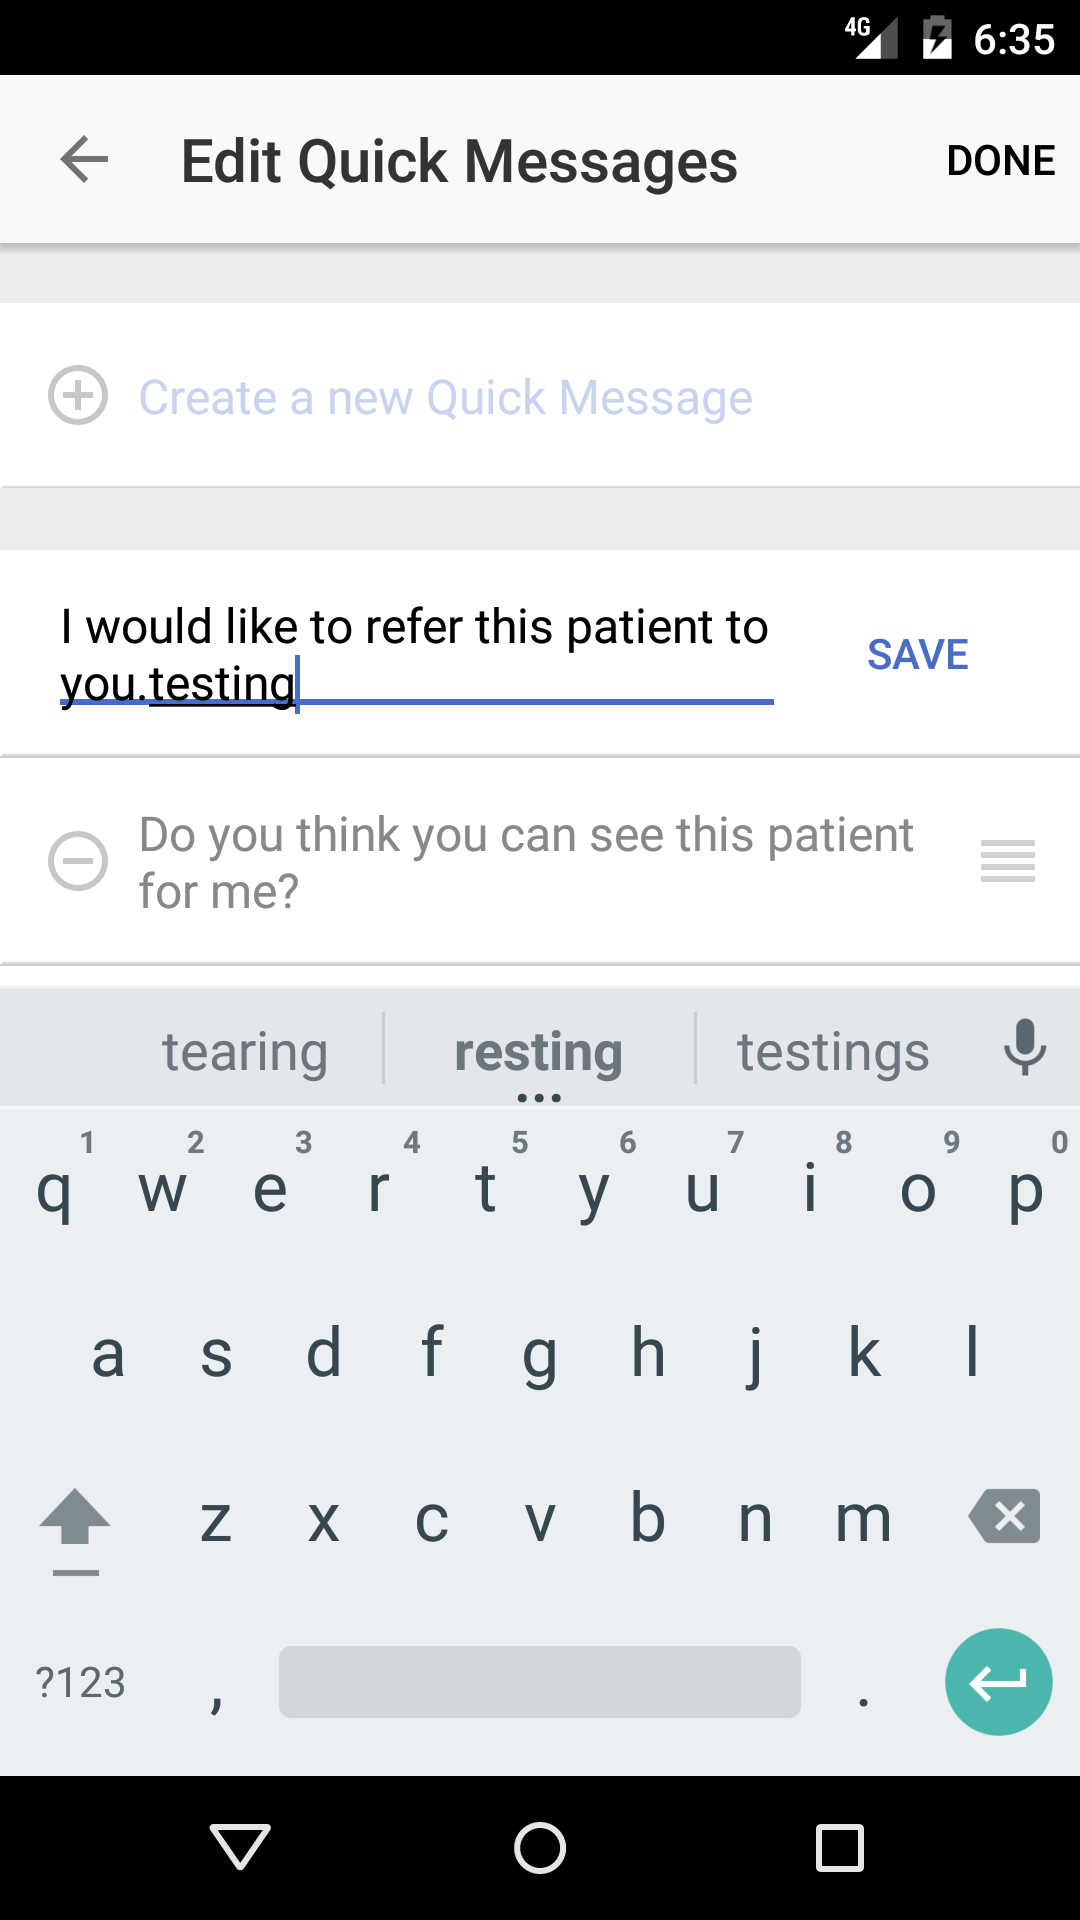 4G 6:35
Edit Quick Messages DONE
Create a new Quick Message
I would like to refer this patient to
you.testing
SAVE
Do you think you can see this patient
for me?
tearing resting testings
1 2 3 4 5 6 7 8 9 0
q w e r t y u i o p
a s d f g h j k l
z x c v b n m
?123 , .